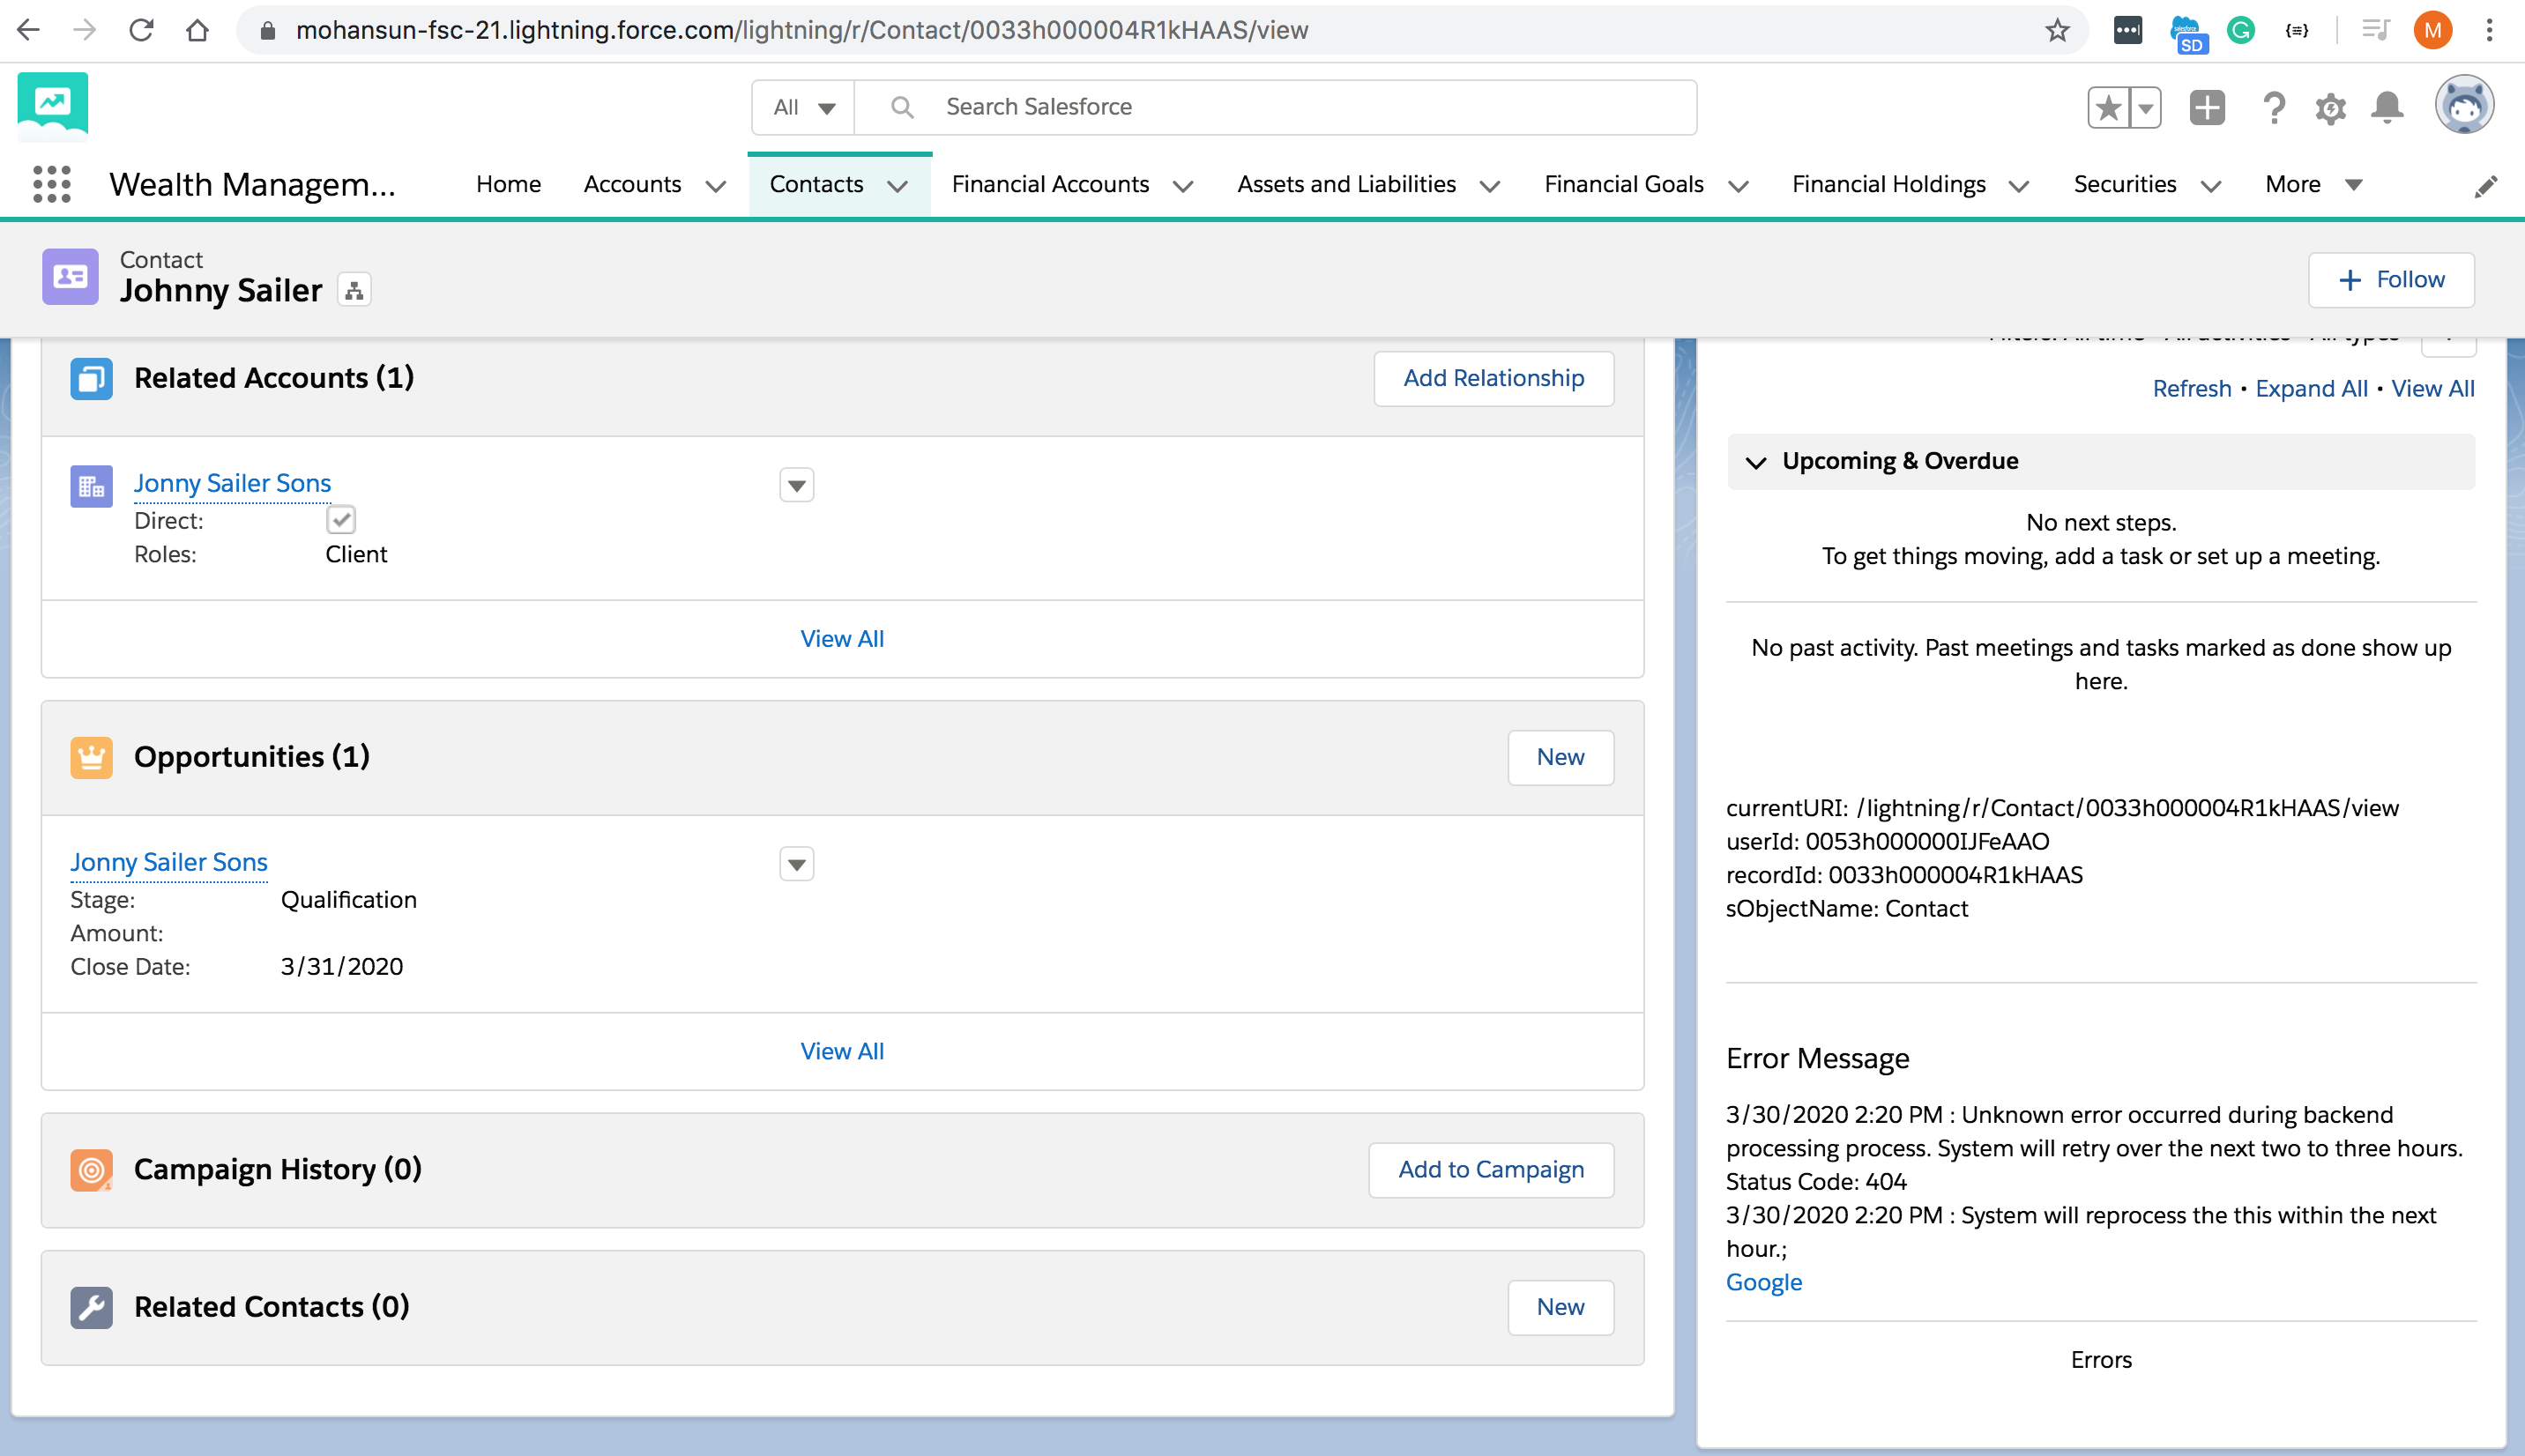 mohansun-fsc-21.lightning.force.com/lightning/r/Contact/0033h000004R1kHAAS/view
SD
G
M
All
Search Salesforce
Wealth Managem...
Home
Accounts
Contacts
Financial Accounts
Assets and Liabilities
Financial Goals
Financial Holdings
Securities
More
Contact
Johnny Sailer
Follow
Related Accounts (1)
Add Relationship
Jonny Sailer Sons
Direct:
Roles: Client
View All
Opportunities (1)
New
Jonny Sailer Sons
Stage: Qualification
Amount:
Close Date: 3/31/2020
View All
Campaign History (0)
Add to Campaign
Related Contacts (0)
New
Filters: All time • All activities • All types
Refresh • Expand All • View All
Upcoming & Overdue
No next steps.
To get things moving, add a task or set up a meeting.
No past activity. Past meetings and tasks marked as done show up
here.
currentURI: /lightning/r/Contact/0033h000004R1kHAAS/view
userId: 0053h000000IJFeAAO
recordId: 0033h000004R1kHAAS
sObjectName: Contact
Error Message
3/30/2020 2:20 PM : Unknown error occurred during backend
processing process. System will retry over the next two to three hours.
Status Code: 404
3/30/2020 2:20 PM : System will reprocess the this within the next
hour.;
Google
Errors